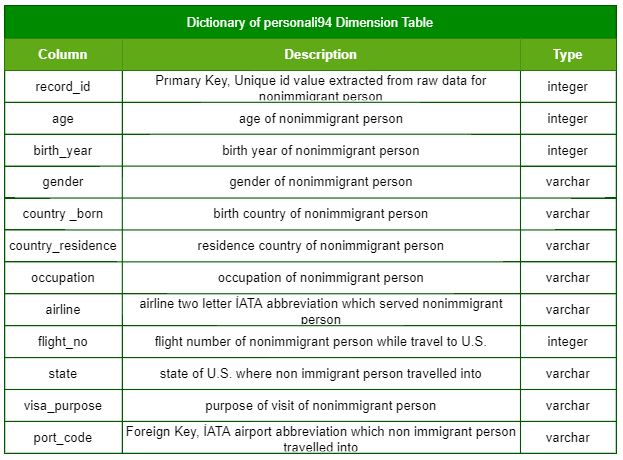 Dictionary of personali94 Dimension Table
Column Description Type
record_id Prımary Key, Unique id value extracted from raw data for nonimmigrant person integer
age age of nonimmigrant person integer
birth_year birth year of nonimmigrant person integer
gender gender of nonimmigrant person varchar
country _born birth country of nonimmigrant person varchar
country_residence residence country of nonimmigrant person varchar
occupation occupation of nonimmigrant person varchar
airline airline two letter İATA abbreviation which served nonimmigrant person varchar
flight_no flight number of nonimmigrant person while travel to U.S. integer
state state of U.S. where non immigrant person travelled into varchar
visa_purpose purpose of visit of nonimmigrant person varchar
port_code Foreign Key, İATA airport abbreviation which non immigrant person travelled into varchar